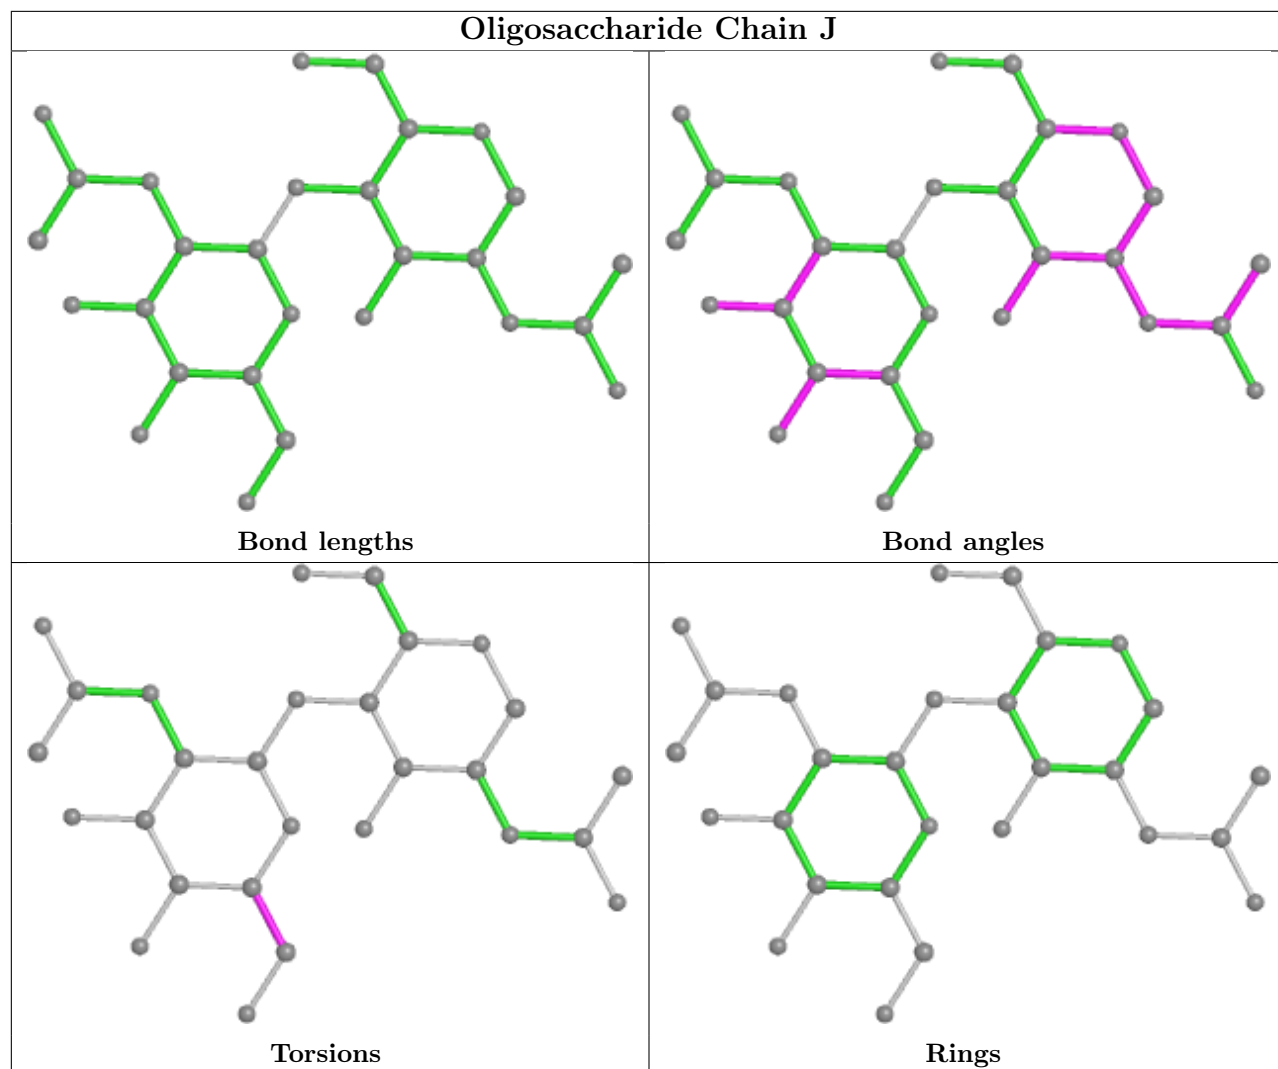 Oligosaccharide Chain J
Bond lengths
Bond angles
Torsions
Rings